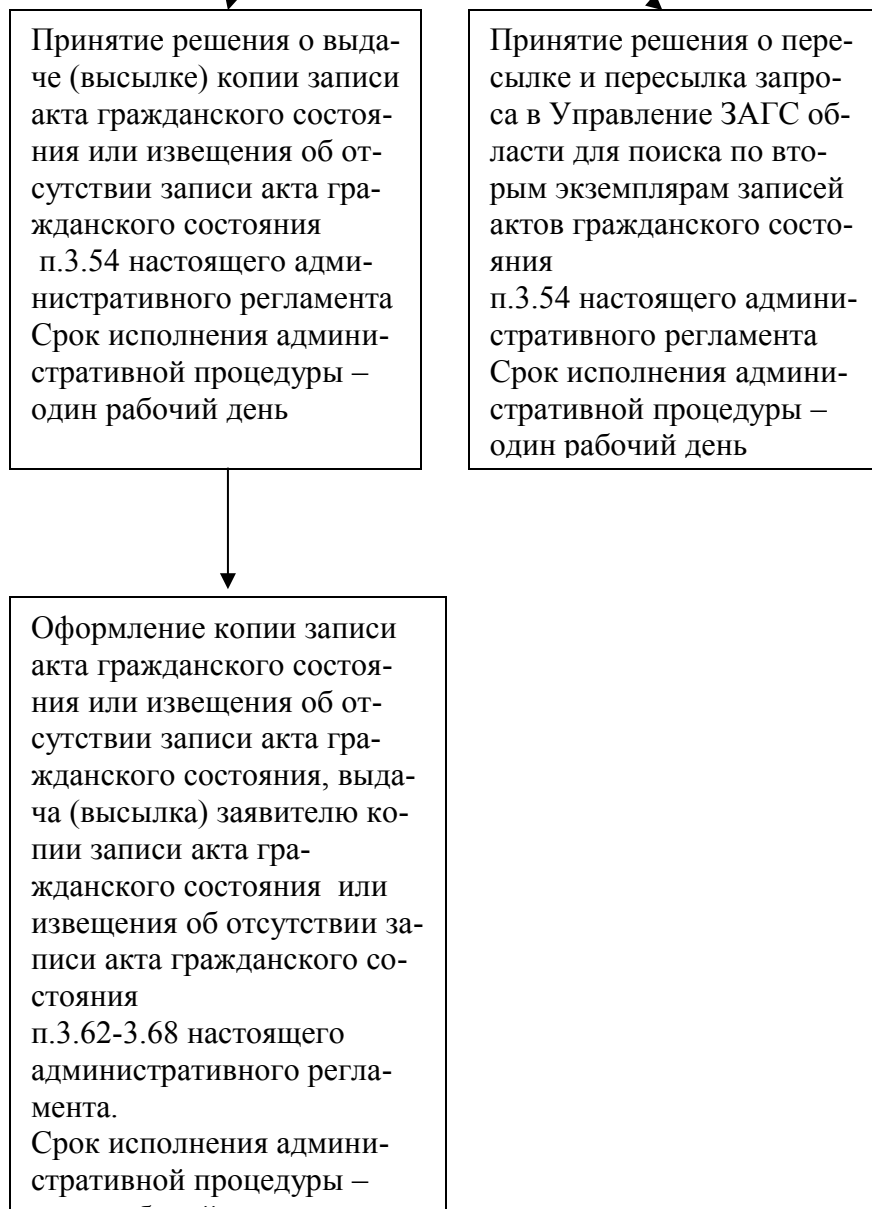 Принятие решения о выда-
че (высылке) копии записи
акта гражданского состоя-
ния или извещения об от-
сутствии записи акта гра-
жданского состояния
п.3.54 настоящего адми-
нистративного регламента
Срок исполнения админи-
стративной процедуры –
один рабочий день
Принятие решения о пере-
сылке и пересылка запро-
са в Управление ЗАГС об-
ласти для поиска по вто-
рым экземплярам записей
актов гражданского состо-
яния
п.3.54 настоящего админи-
стративного регламента
Срок исполнения админи-
стративной процедуры –
один рабочий день
Оформление копии записи
акта гражданского состоя-
ния или извещения об от-
сутствии записи акта гра-
жданского состояния, выда-
ча (высылка) заявителю ко-
пии записи акта гра-
жданского состояния или
извещения об отсутствии за-
писи акта гражданского со-
стояния
п.3.62-3.68 настоящего
административного регла-
мента.
Срок исполнения админи-
стративной процедуры –